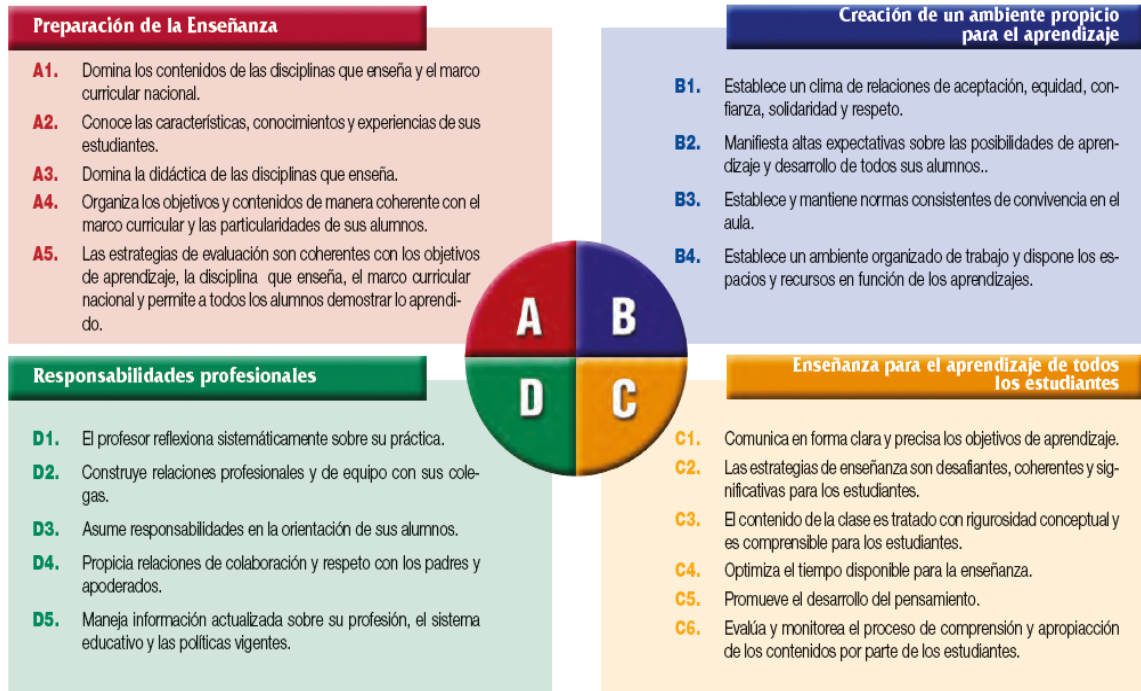 Preparación de la Enseñanza
A1. Domina los contenidos de las disciplinas que enseña y el marco
curricular nacional.
A2. Conoce las características, conocimientos y experiencias de sus
estudiantes.
A3. Domina la didáctica de las disciplinas que enseña.
A4. Organiza los objetivos y contenidos de manera coherente con el
marco curricular y las particularidades de sus alumnos.
A5. Las estrategias de evaluación son coherentes con los objetivos
de aprendizaje, la disciplina que enseña, el marco curricular
nacional y permite a todos los alumnos demostrar lo aprendi-
do.
Creación de un ambiente propicio
para el aprendizaje
B1. Establece un clima de relaciones de aceptación, equidad, con-
fianza, solidaridad y respeto.
B2. Manifiesta altas expectativas sobre las posibilidades de apren-
dizaje y desarrollo de todos sus alumnos..
B3. Establece y mantiene normas consistentes de convivencia en el
aula.
B4. Establece un ambiente organizado de trabajo y dispone los es-
pacios y recursos en función de los aprendizajes.
A B
D C
Responsabilidades profesionales
D1. El profesor reflexiona sistemáticamente sobre su práctica.
D2. Construye relaciones profesionales y de equipo con sus cole-
gas.
D3. Asume responsabilidades en la orientación de sus alumnos.
D4. Propicia relaciones de colaboración y respeto con los padres y
apoderados.
D5. Maneja información actualizada sobre su profesión, el sistema
educativo y las políticas vigentes.
Enseñanza para el aprendizaje de todos
los estudiantes
C1. Comunica en forma clara y precisa los objetivos de aprendizaje.
C2. Las estrategias de enseñanza son desafiantes, coherentes y sig-
nificativas para los estudiantes.
C3. El contenido de la clase es tratado con rigurosidad conceptual y
es comprensible para los estudiantes.
C4. Optimiza el tiempo disponible para la enseñanza.
C5. Promueve el desarrollo del pensamiento.
C6. Evalúa y monitorea el proceso de comprensión y apropiacción
de los contenidos por parte de los estudiantes.